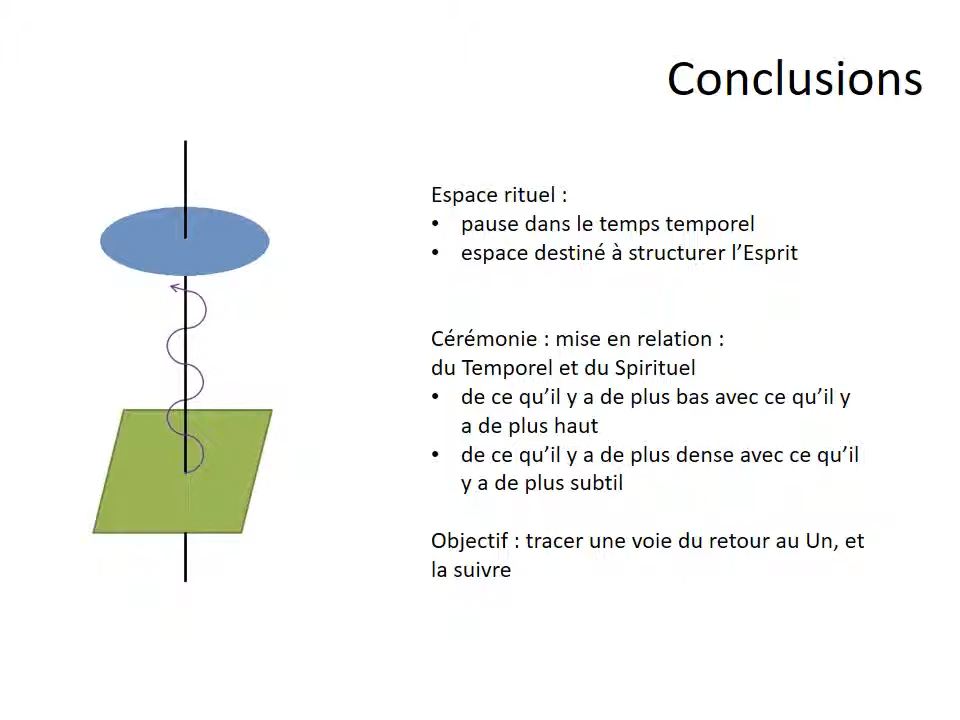 Conclusions
Espace rituel :
• pause dans le temps temporel
• espace destiné à structurer l’Esprit
Cérémonie : mise en relation :
du Temporel et du Spirituel
• de ce qu’il y a de plus bas avec ce qu’il y
a de plus haut
• de ce qu’il y a de plus dense avec ce qu’il
y a de plus subtil
Objectif : tracer une voie du retour au Un, et
la suivre